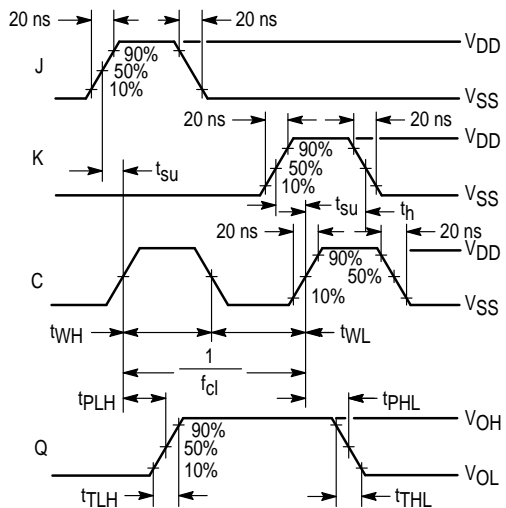 20 ns 20 ns
VDD
J 90%
50%
10%
VSS
20 ns 20 ns
VDD
K 90%
50%
10%
VSS
tsu
tsu th
20 ns 20 ns
VDD
C 90%
50%
10%
VSS
tWH tWL
1
fcl
tPLH tPHL
VOH
Q 90%
50%
10%
VOL
tTLH tTHL